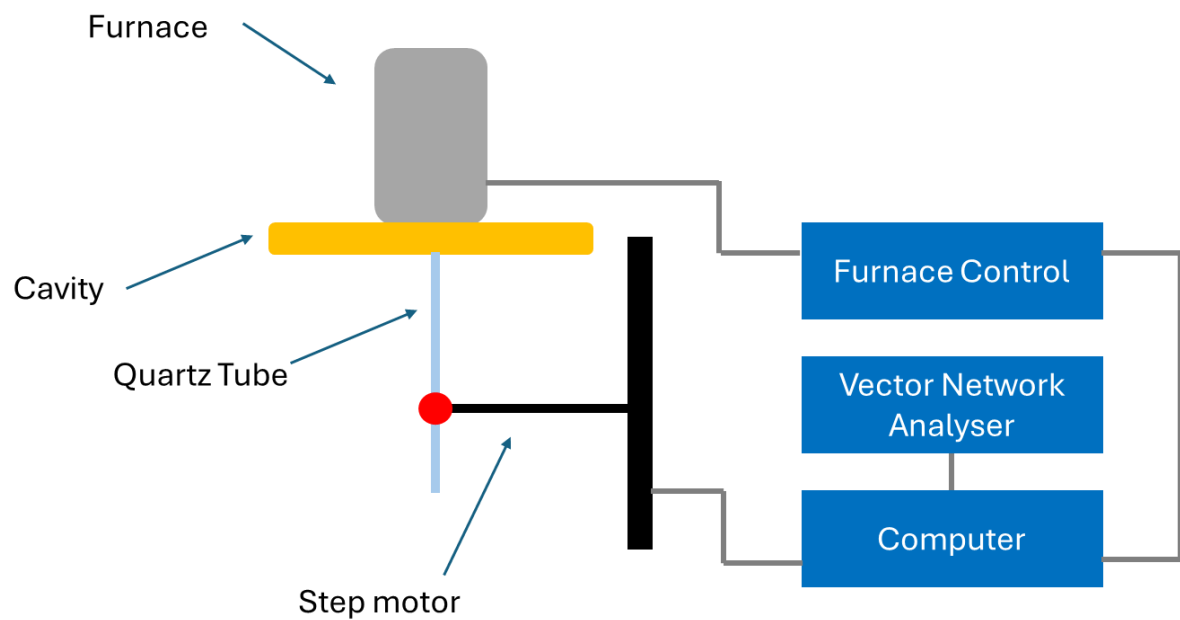 Furnace
Cavity
Quartz Tube
Step motor
Furnace Control
Vector Network
Analyser
Computer